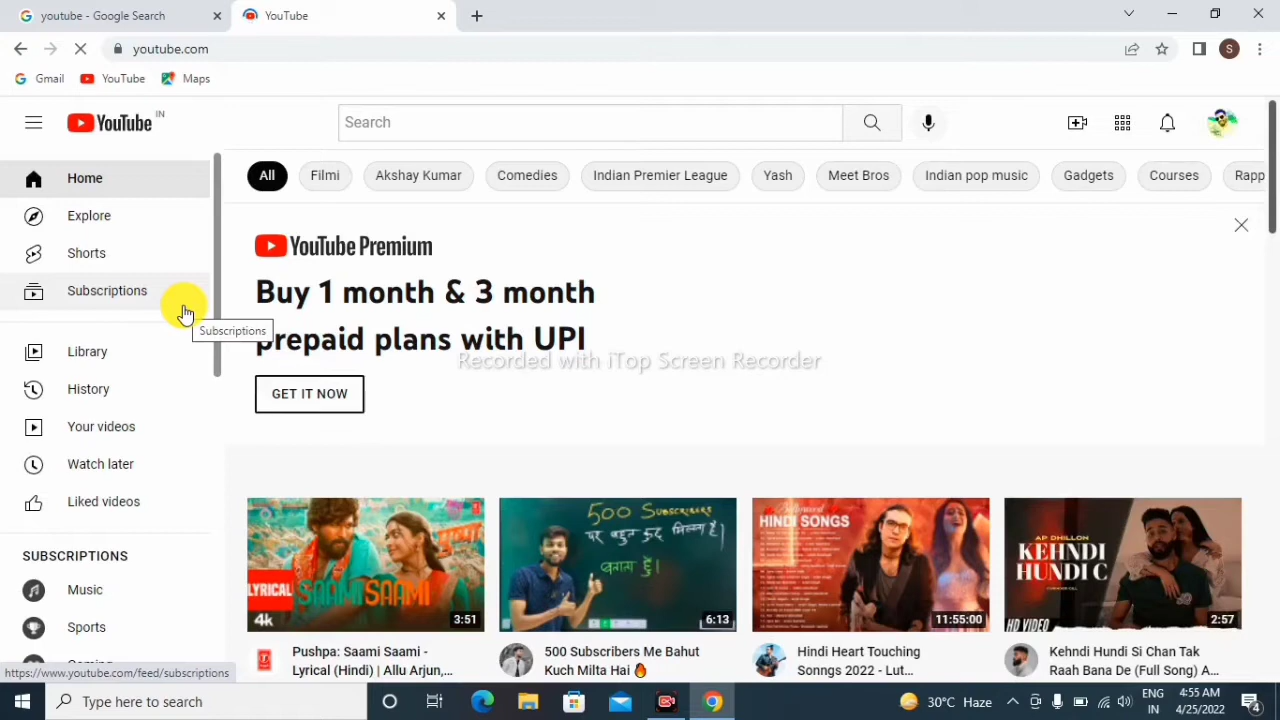 youtube - Google Search
YouTube
youtube.com
S
Gmail
YouTube
Maps
YouTube IN
Search
Home
Explore
Shorts
Subscriptions
Subscriptions
Library
History
Your videos
Watch later
Liked videos
Music
All
Filmi
Akshay Kumar
Comedies
Indian Premier League
Yash
Meet Bros
Indian pop music
Gadgets
Courses
Rapp
YouTube Premium
Buy 1 month & 3 month
prepaid plans with UPI
GET IT NOW
Recorded with iTop Screen Recorder
LYRICAL
4K
SAAMI SAAMI
3:51
Pushpa: Saami Saami -
Lyrical (Hindi) | Allu Arjun,...
500 SUBSCRIBERS
6:13
500 Subscribers Me Bahut
Kuch Milta Hai 🔥
HINDI SONGS
11:55:00
Hindi Heart Touching
Sonngs 2022 - Lut...
AP DHILLON
KEHNDI
HUNDI C
HD VIDEO
2:57
Kehndi Hundi Si Chan Tak
Raah Bana De (Full Song) A...
https://www.youtube.com/feed/subscriptions
Type here to search
30°C Haze
ENG
IN
4:55 AM
4/25/2022
4